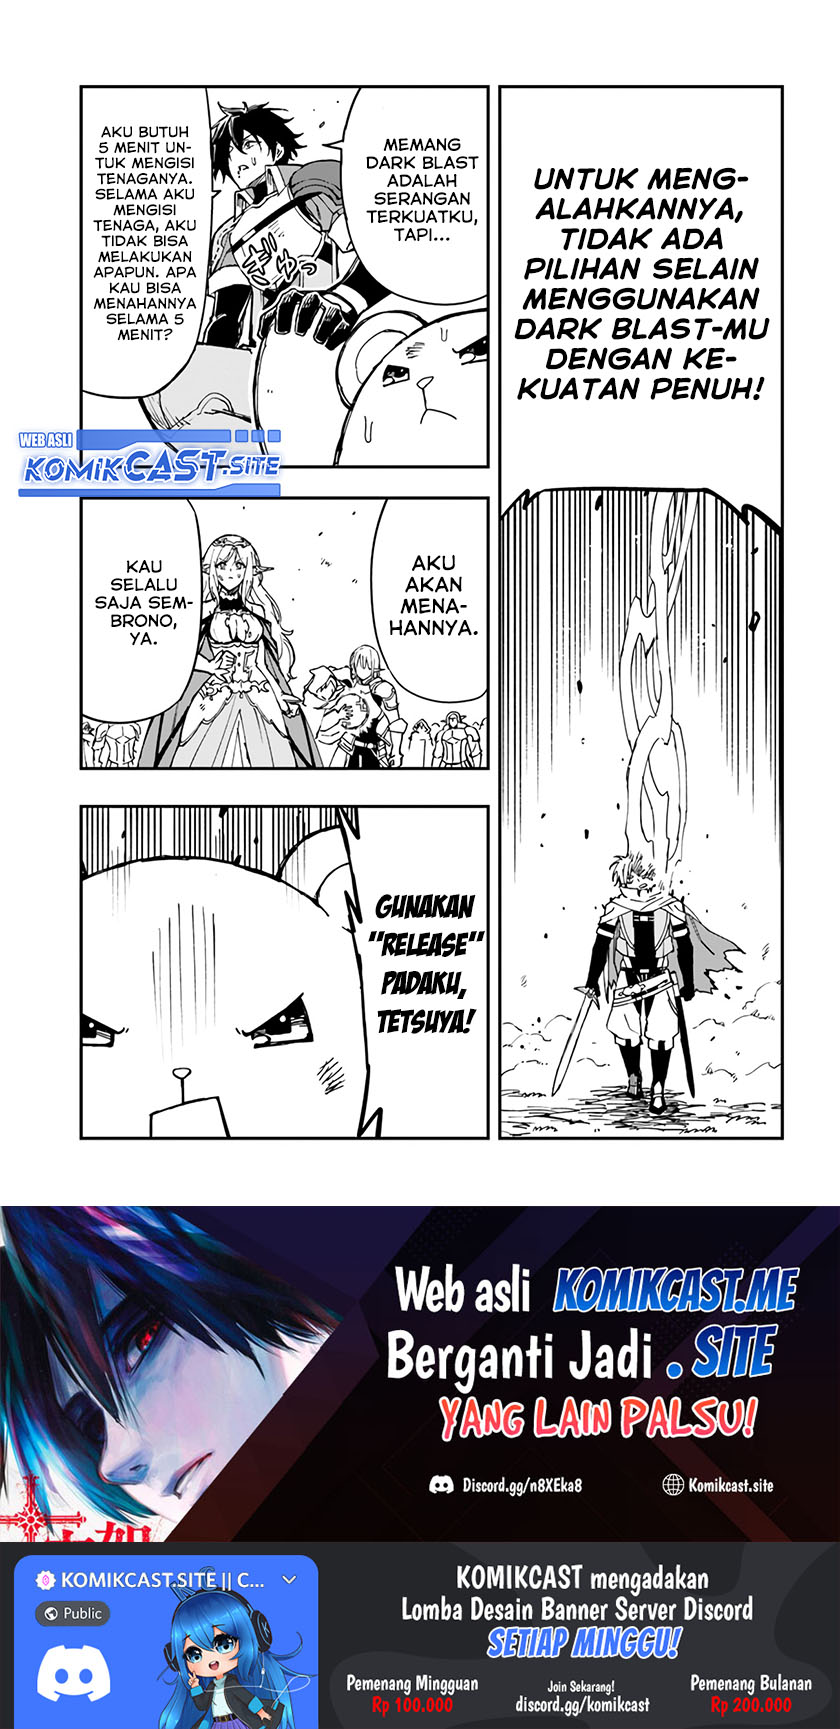 UNTUK MENG-
ALAHKANNYA,
TIDAK ADA
PILIHAN SELAIN
MENGGUNAKAN
DARK BLAST-MU
DENGAN KE-
KUATAN PENUH!
MEMANG
DARK BLAST
ADALAH
SERANGAN
TERKUATKU,
TAPI...
AKU BUTUH
5 MENIT UN-
TUK MENGISI
TENAGANYA.
SELAMA AKU
MENGISI
TENAGA, AKU
TIDAK BISA
MELAKUKAN
APAPUN. APA
KAU BISA
MENAHANNYA
SELAMA 5
MENIT?
ぎゅっ
WEB ASLI
KOMIKCAST.SITE
AKU
AKAN
MENA-
HANNYA.
KAU
SELALU
SAJA SEM-
BRONO,
YA.
GUNAKAN
"RELEASE"
PADAKU,
TETSUYA!
Web asli KOMIKCAST.ME
Berganti Jadi .SITE
YANG LAIN PALSU!
Discord.gg/n8XEka8
Komikcast.site
KOMIKCAST.SITE || C...
Public
KOMIKCAST mengadakan
Lomba Desain Banner Server Discord
SETIAP MINGGU!
Pemenang Mingguan
Rp 100.000
Join Sekarang!
discord.gg/komikcast
Pemenang Bulanan
Rp 200.000